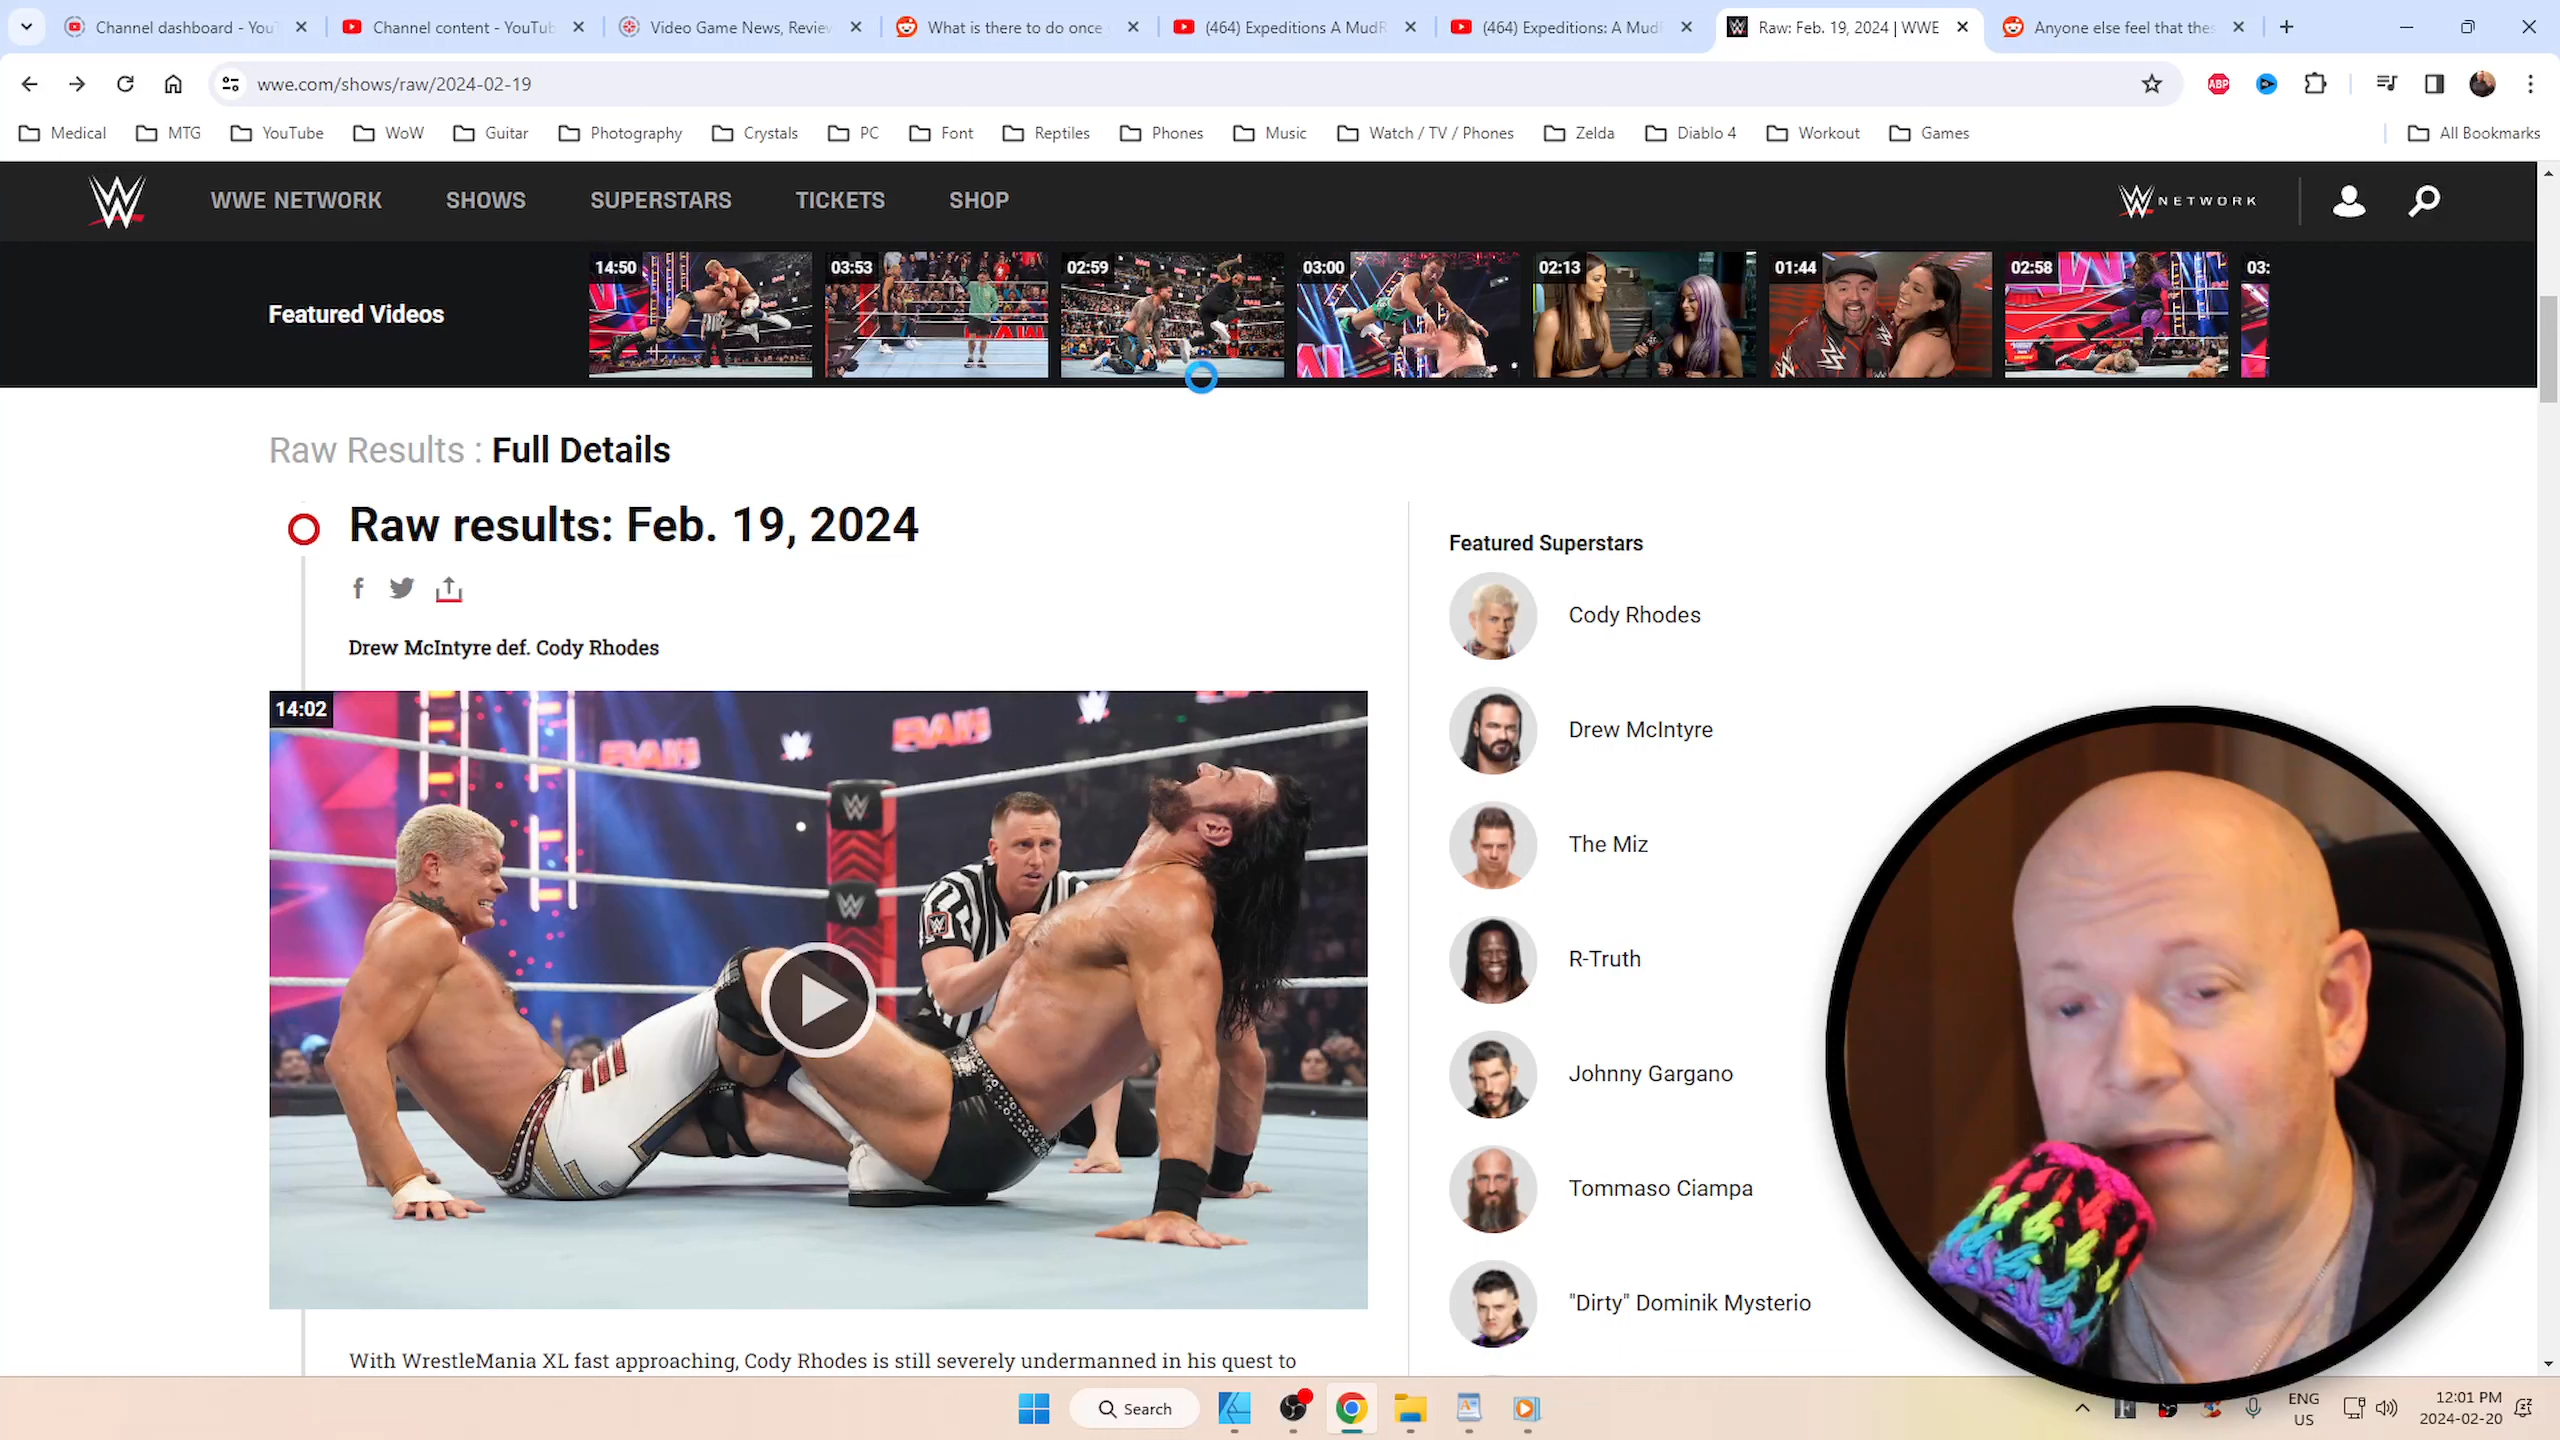 Channel dashboard - You
Channel content - YouTub
Video Game News, Review
What is there to do once
(464) Expeditions A MudR
(464) Expeditions: A MudR
Raw: Feb. 19, 2024 | WWE
Anyone else feel that thes
wwe.com/shows/raw/2024-02-19
ABP
Medical
MTG
YouTube
WoW
Guitar
Photography
Crystals
PC
Font
Reptiles
Phones
Music
Watch / TV / Phones
Zelda
Diablo 4
Workout
Games
All Bookmarks
WWE NETWORK
SHOWS
SUPERSTARS
TICKETS
SHOP
NETWORK
Featured Videos
14:50
03:53
02:59
03:00
02:13
01:44
02:58
03:
Raw Results : Full Details
Raw results: Feb. 19, 2024
Drew McIntyre def. Cody Rhodes
14:02
With WrestleMania XL fast approaching, Cody Rhodes is still severely undermanned in his quest to
Featured Superstars
Cody Rhodes
Drew McIntyre
The Miz
R-Truth
Johnny Gargano
Tommaso Ciampa
"Dirty" Dominik Mysterio
Search
ENG
US
12:01 PM
2024-02-20